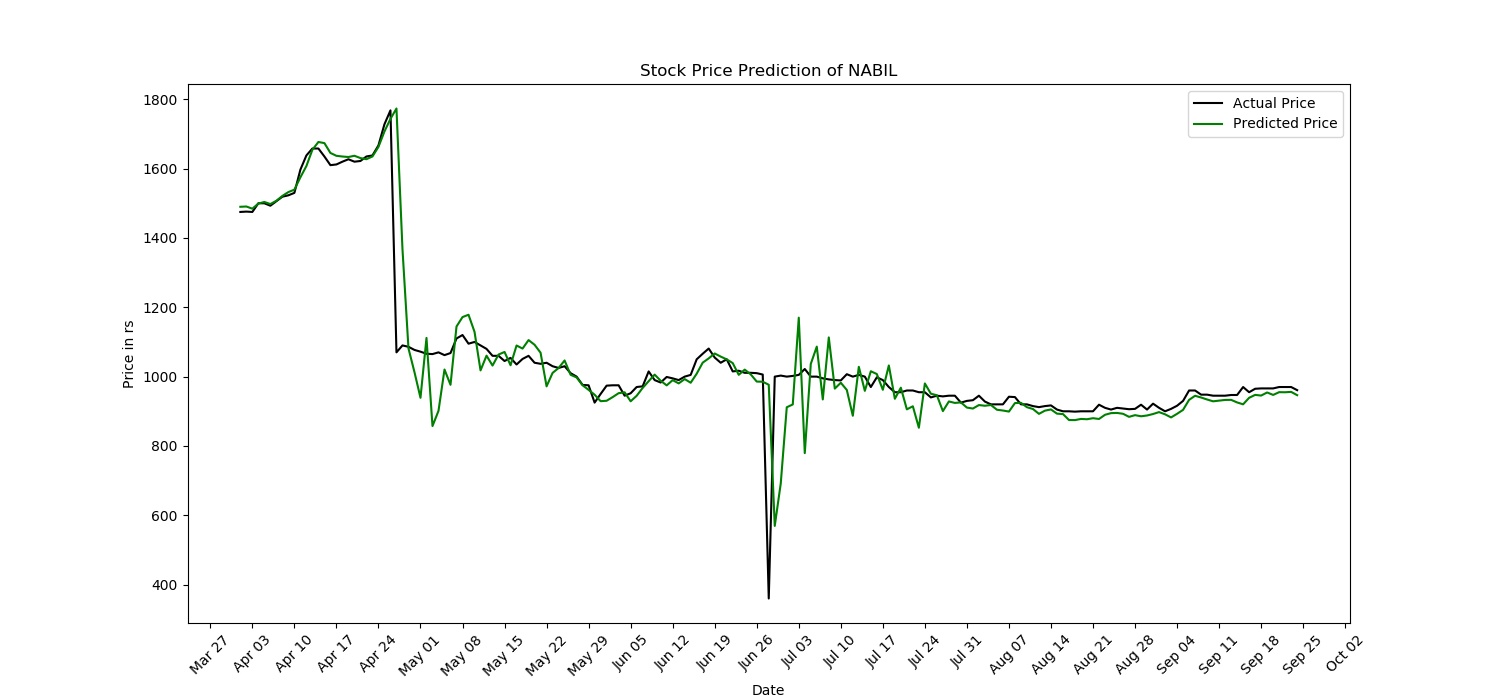 Stock Price Prediction of NABIL
Actual Price
Predicted Price
Price in rs
1800
1600
1400
1200
1000
800
600
400
Mar 27
Apr 03
Apr 10
Apr 17
Apr 24
May 01
May 08
May 15
May 22
May 29
Jun 05
Jun 12
Jun 19
Jun 26
Jul 03
Jul 10
Jul 17
Jul 24
Jul 31
Aug 07
Aug 14
Aug 21
Aug 28
Sep 04
Sep 11
Sep 18
Sep 25
Oct 02
Date